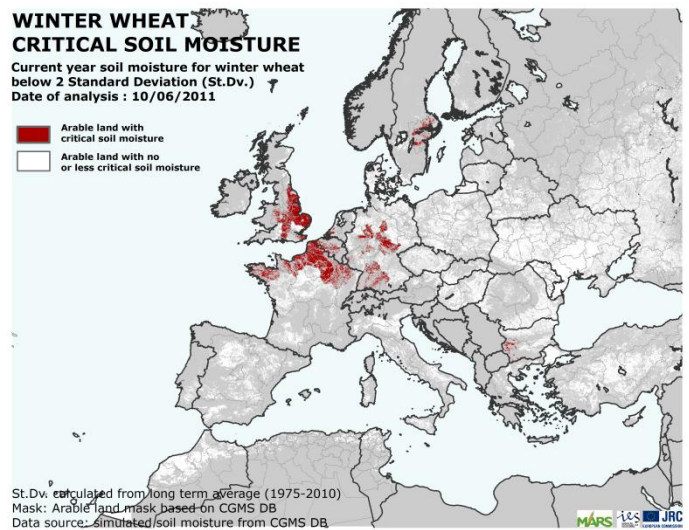 WINTER WHEAT
CRITICAL SOIL MOISTURE
Current year soil moisture for winter wheat
below 2 Standard Deviation (St.Dv.)
Date of analysis : 10/06/2011
Arable land with
critical soil moisture
Arable land with no
or less critical soil moisture
St.Dv. calculated from long term average (1975-2010)
Mask: Arable land mask based on CGMS DB
Data source: simulated soil moisture from CGMS DB
MARS ies JRC
EUROPEAN COMMISSION